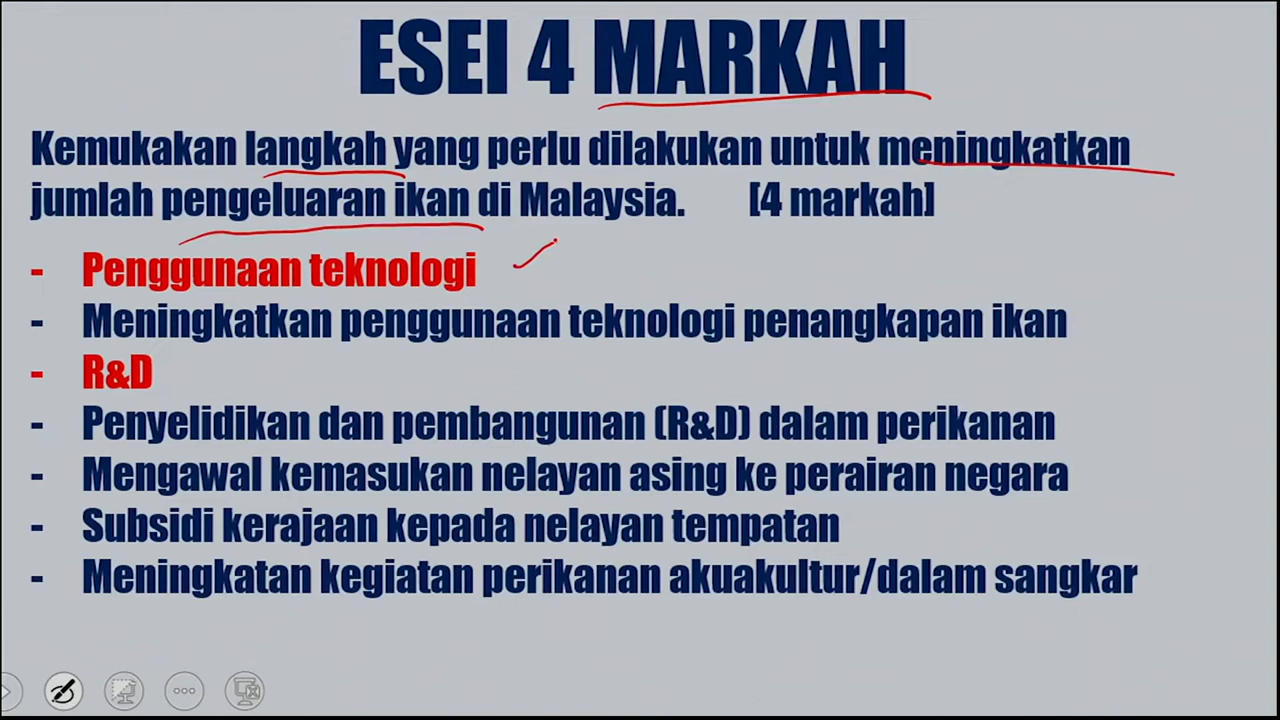 ESEI 4 MARKAH
Kemukakan langkah yang perlu dilakukan untuk meningkatkan
jumlah pengeluaran ikan di Malaysia. [4 markah]
- Penggunaan teknologi
- Meningkatkan penggunaan teknologi penangkapan ikan
- R&D
- Penyelidikan dan pembangunan (R&D) dalam perikanan
- Mengawal kemasukan nelayan asing ke perairan negara
- Subsidi kerajaan kepada nelayan tempatan
- Meningkatan kegiatan perikanan akuakultur/dalam sangkar